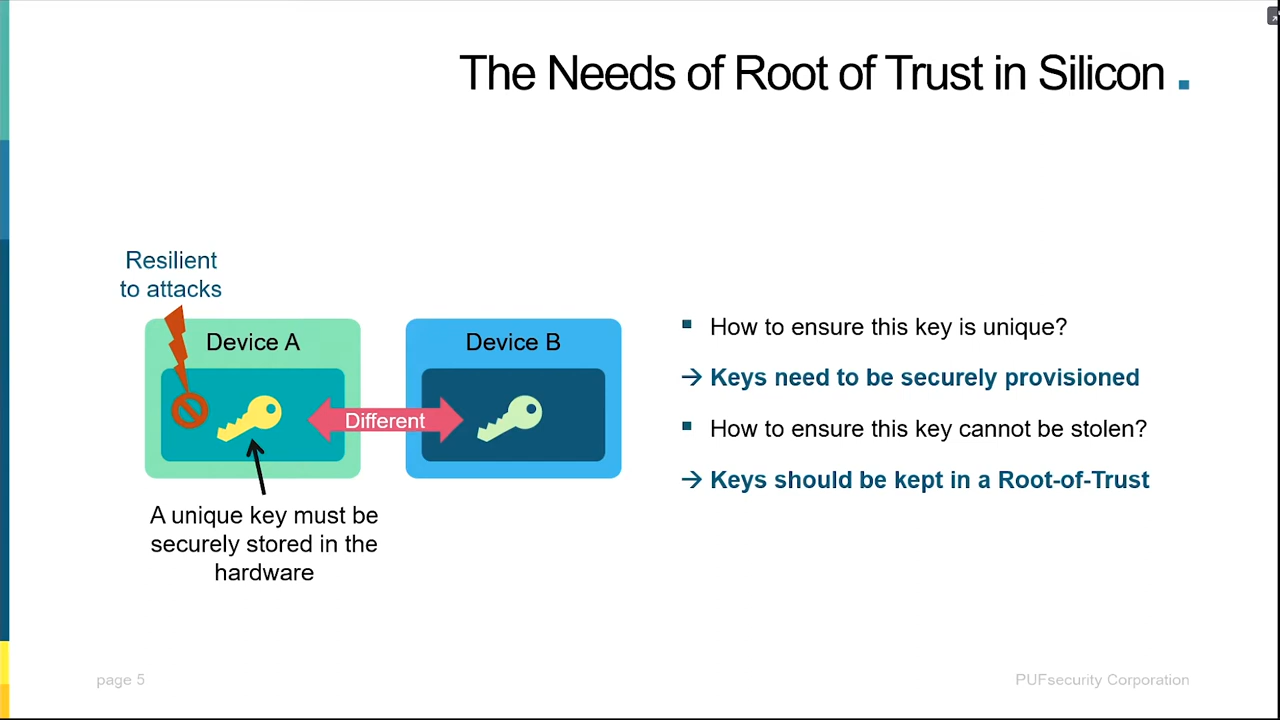 The Needs of Root of Trust in Silicon .
Resilient
to attacks
Device A
Device B
Different
A unique key must be
securely stored in the
hardware
▪ How to ensure this key is unique?
→ Keys need to be securely provisioned
▪ How to ensure this key cannot be stolen?
→ Keys should be kept in a Root-of-Trust
page 5
PUFsecurity Corporation